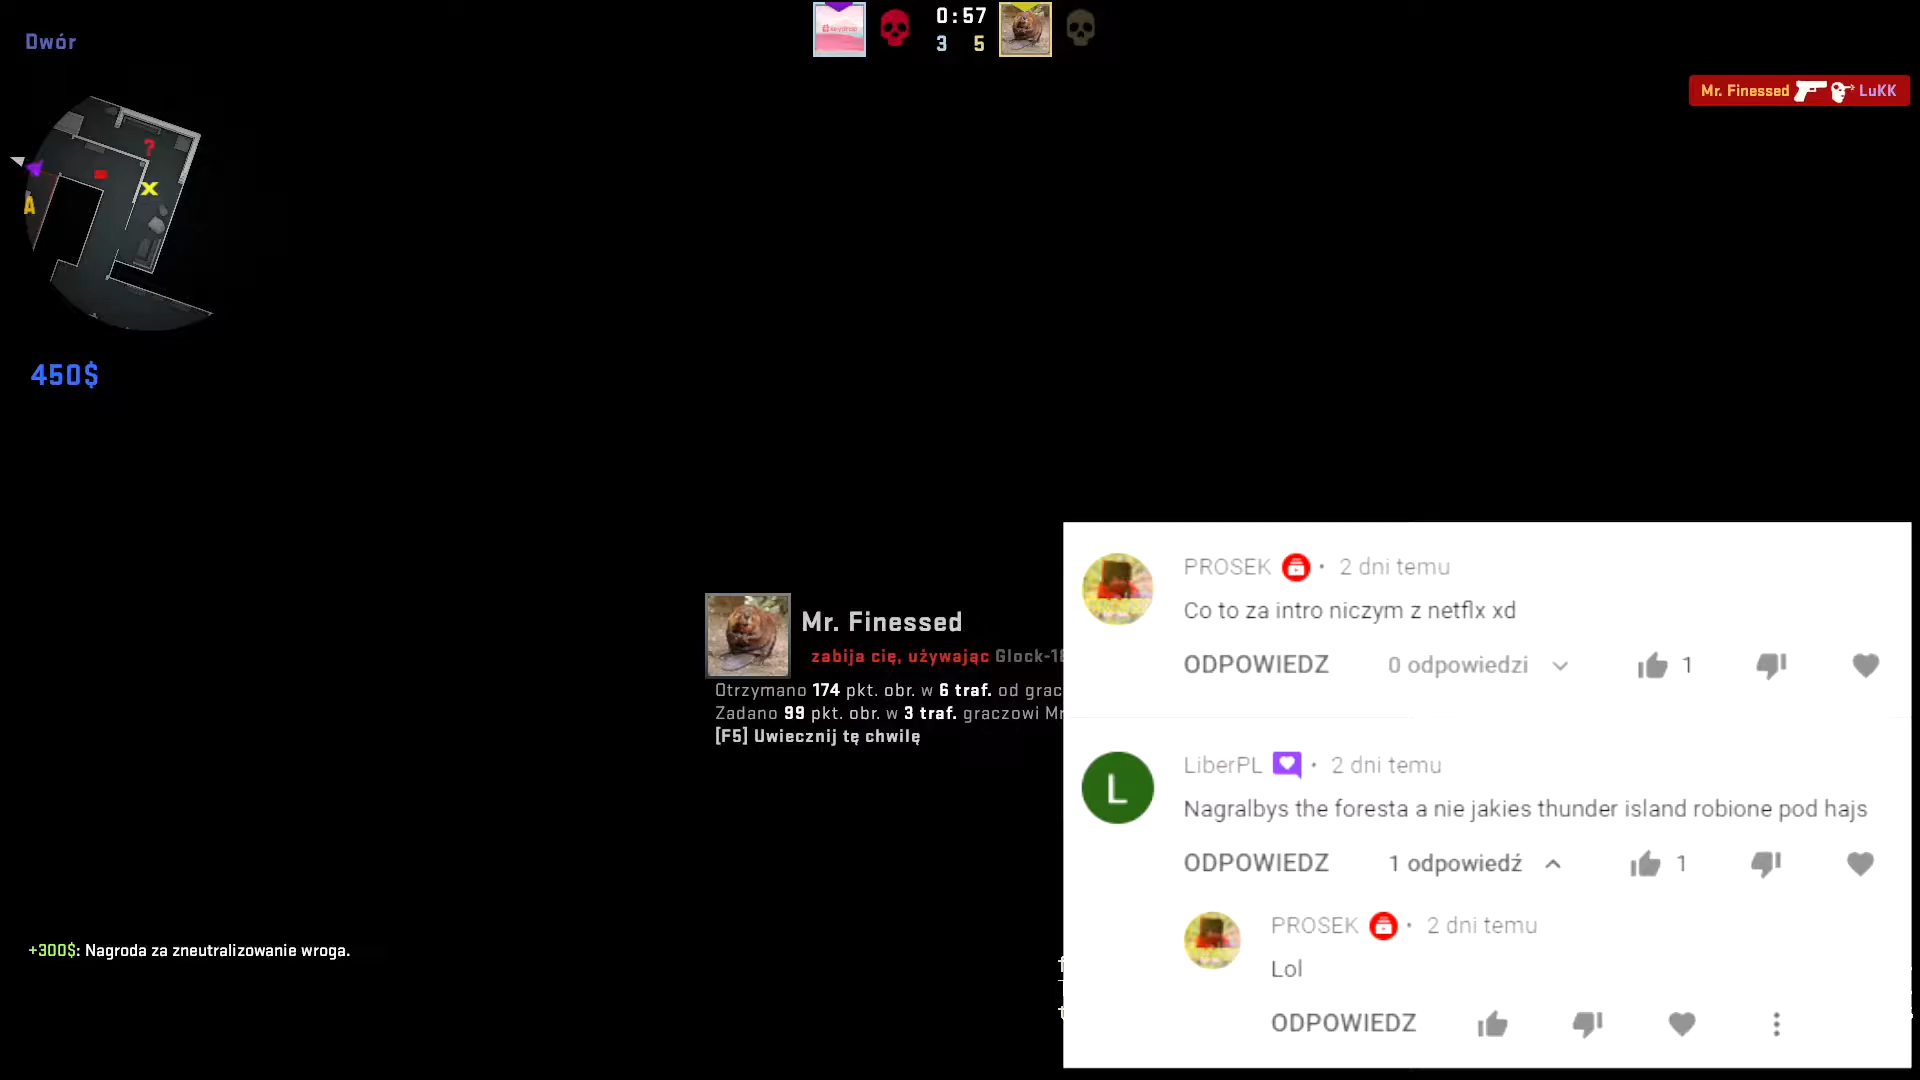 Dwór
0:57
3 5
Mr. Finessed LuKK
?
X
A
450$
Mr. Finessed
zabija cię, używając Glock-18
Otrzymano 174 pkt. obr. w 6 traf. od grac
Zadano 99 pkt. obr. w 3 traf. graczowi Mr
[F5] Uwiecznij tę chwilę
+300$: Nagroda za zneutralizowanie wroga.
PROSEK • 2 dni temu
Co to za intro niczym z netflx xd
ODPOWIEDZ 0 odpowiedzi 1
L
LiberPL • 2 dni temu
Nagralbys the foresta a nie jakies thunder island robione pod hajs
ODPOWIEDZ 1 odpowiedź 1
PROSEK • 2 dni temu
Lol
ODPOWIEDZ